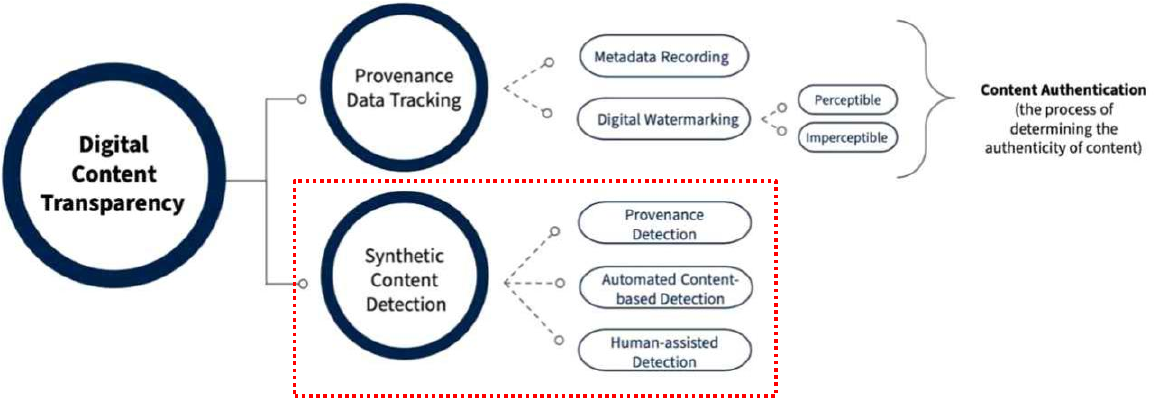 Digital
Content
Transparency
Provenance
Data Tracking
Metadata Recording
Digital Watermarking
Perceptible
Imperceptible
Content Authentication
(the process of
determining the
authenticity of content)
Synthetic
Content
Detection
Provenance
Detection
Automated Content-
based Detection
Human-assisted
Detection